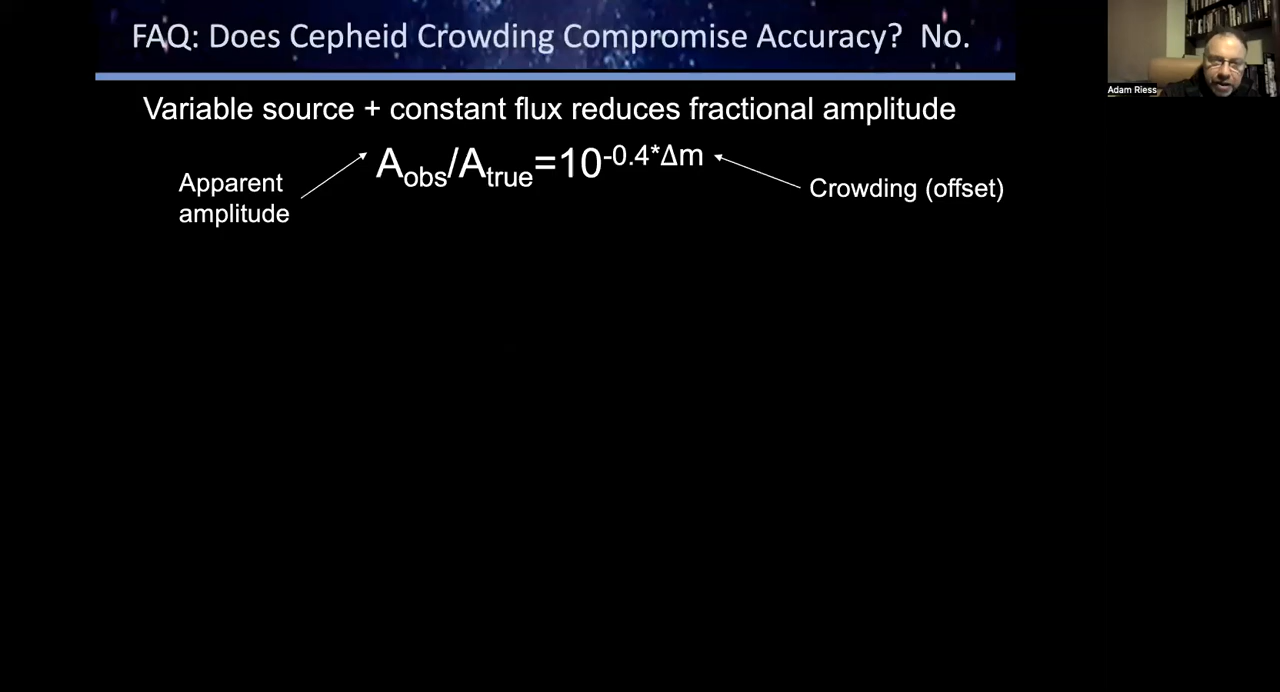 FAQ: Does Cepheid Crowding Compromise Accuracy? No.
Adam Riess
Variable source + constant flux reduces fractional amplitude
Aobs/Atrue=10-0.4*Δm
Apparent
amplitude
Crowding (offset)